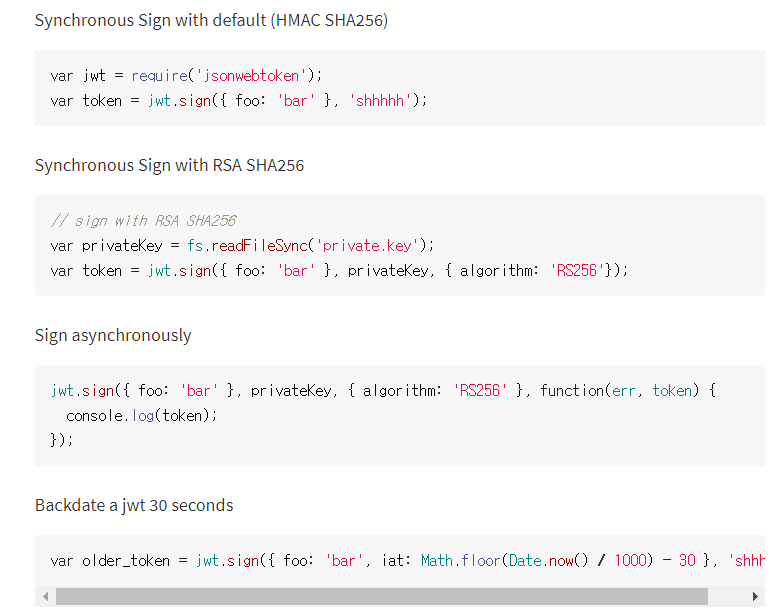 Synchronous Sign with default (HMAC SHA256)
var jwt = require('jsonwebtoken');
var token = jwt.sign({ foo: 'bar' }, 'shhhhh');
Synchronous Sign with RSA SHA256
// sign with RSA SHA256
var privateKey = fs.readFileSync('private.key');
var token = jwt.sign({ foo: 'bar' }, privateKey, { algorithm: 'RS256'});
Sign asynchronously
jwt.sign({ foo: 'bar' }, privateKey, { algorithm: 'RS256' }, function(err, token) {
  console.log(token);
});
Backdate a jwt 30 seconds
var older_token = jwt.sign({ foo: 'bar', iat: Math.floor(Date.now() / 1000) - 30 }, 'shhh